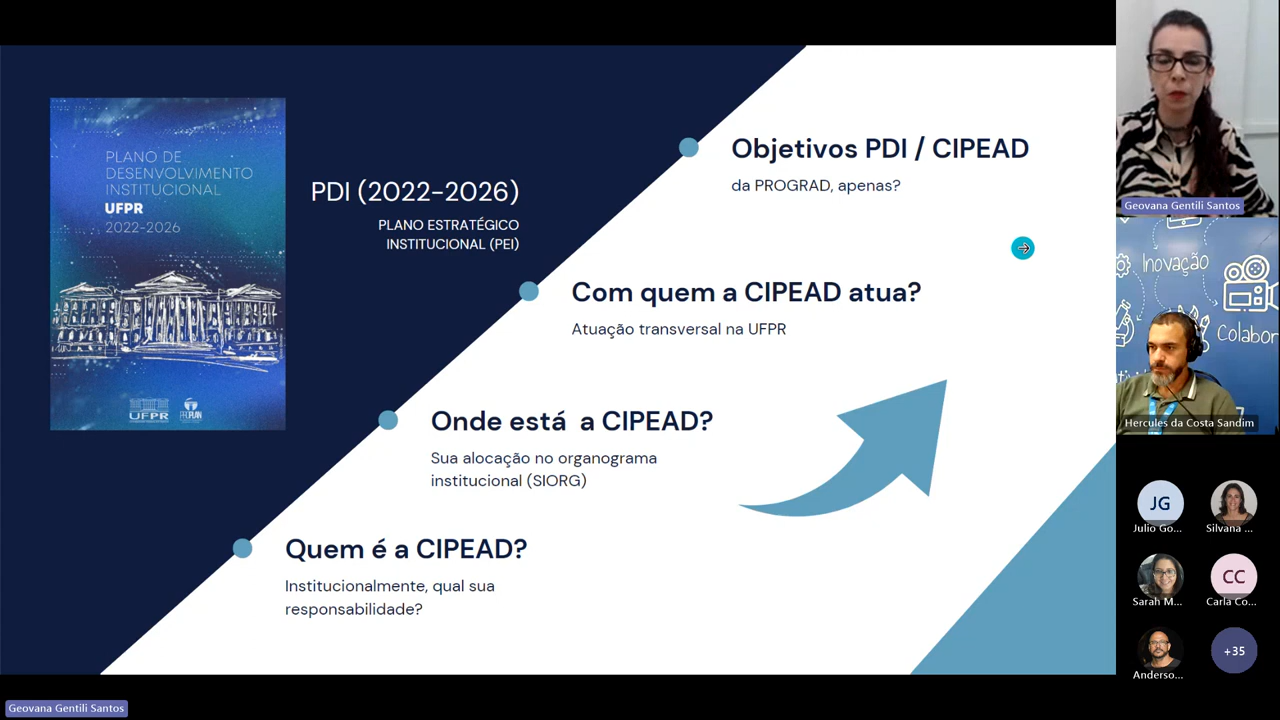 PLANO DE
DESENVOLVIMENTO
INSTITUCIONAL
UFPR
2022-2026
UFPR
PROPLAN
PDI (2022-2026)
PLANO ESTRATÉGICO
INSTITUCIONAL (PEI)
Objetivos PDI / CIPEAD
da PROGRAD, apenas?
Com quem a CIPEAD atua?
Atuação transversal na UFPR
Onde está a CIPEAD?
Sua alocação no organograma
institucional (SIORG)
Quem é a CIPEAD?
Institucionalmente, qual sua
responsabilidade?
Geovana Gentili Santos
Inovação
Colabor
Hercules da Costa Sandim
JG
Julio Go...
Silvana ...
Sarah M...
CC
Carla Co...
Anderso...
+35
Geovana Gentili Santos